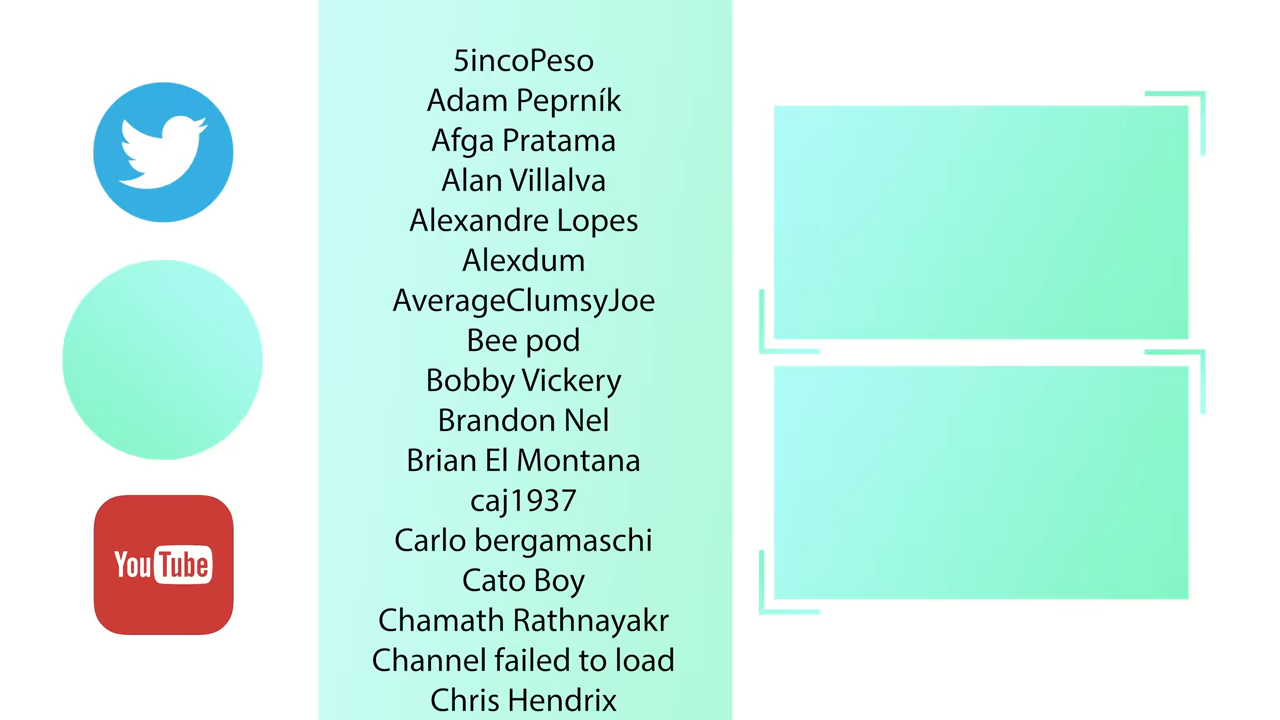 5incoPeso
Adam Peprník
Afga Pratama
Alan Villalva
Alexandre Lopes
Alexdum
AverageClumsyJoe
Bee pod
Bobby Vickery
Brandon Nel
Brian El Montana
caj1937
Carlo bergamaschi
Cato Boy
Chamath Rathnayakr
Channel failed to load
Chris Hendrix
YouTube